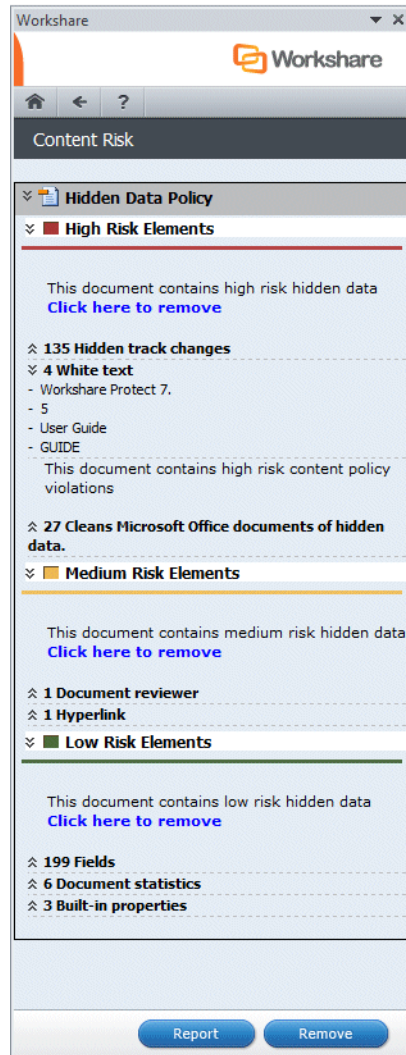 Workshare
Workshare
?
Content Risk
Hidden Data Policy
High Risk Elements
This document contains high risk hidden data
Click here to remove
135 Hidden track changes
4 White text
- Workshare Protect 7.
- 5
- User Guide
- GUIDE
This document contains high risk content policy
violations
27 Cleans Microsoft Office documents of hidden
data.
Medium Risk Elements
This document contains medium risk hidden data
Click here to remove
1 Document reviewer
1 Hyperlink
Low Risk Elements
This document contains low risk hidden data
Click here to remove
199 Fields
6 Document statistics
3 Built-in properties
Report Remove